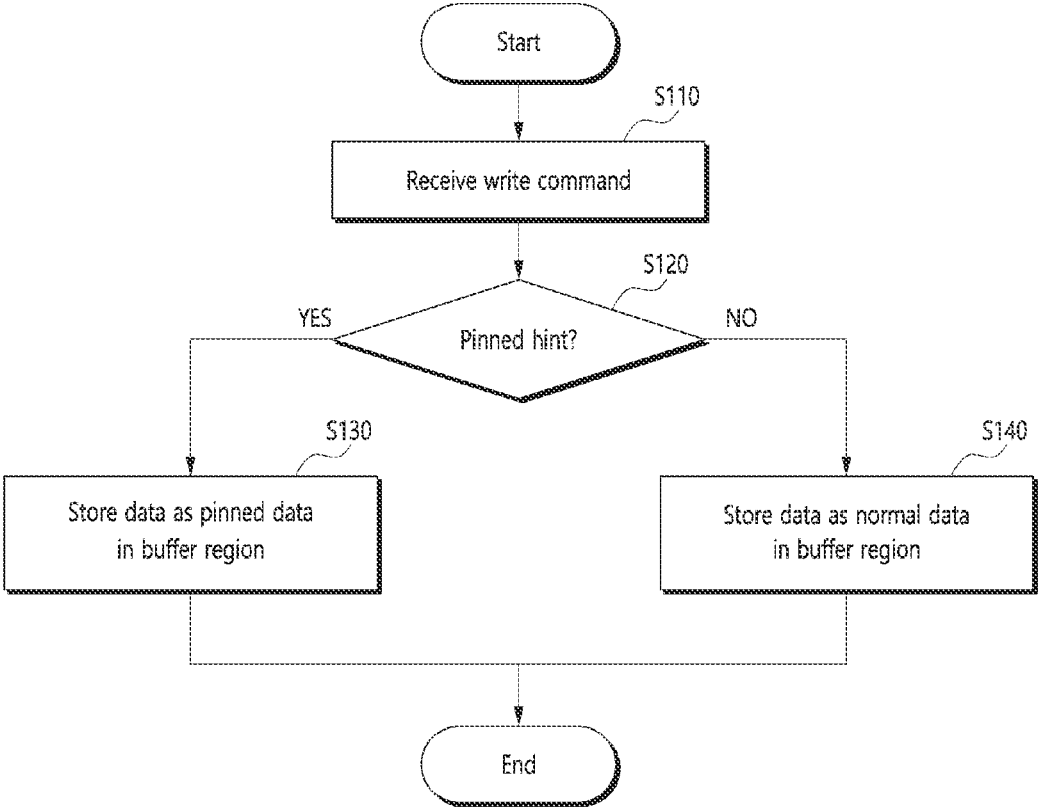 Start
S110
Receive write command
S120
YES
Pinned hint?
NO
S130
Store data as pinned data
in buffer region
S140
Store data as normal data
in buffer region
End